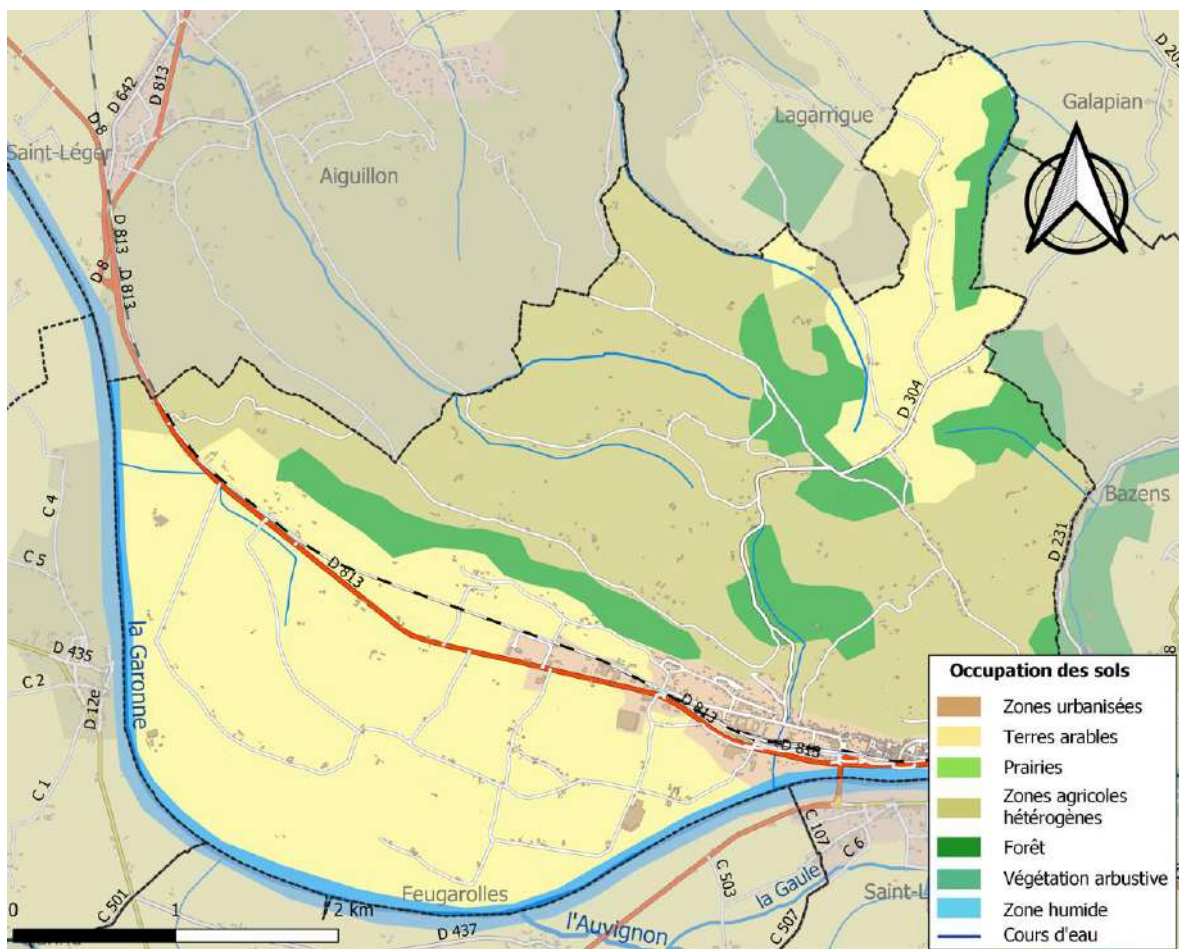 D 642
D 813
D 8
Saint-Léger
Aiguillon
Lagarrigue
Galapian
D 813
D 8
D 813
D 304
Bazens
C 4
D 231
C 5
D 813
la Garonne
D 435
C 2
D 12e
D 813
D 813
C 1
C 107
C 6
Feugarolles
C 503
la Gaule
Saint-L
C 501
C 507
l'Auvignon
D 437
0 1 2 km
Occupation des sols
Zones urbanisées
Terres arables
Prairies
Zones agricoles
hétérogènes
Forêt
Végétation arbustive
Zone humide
Cours d'eau